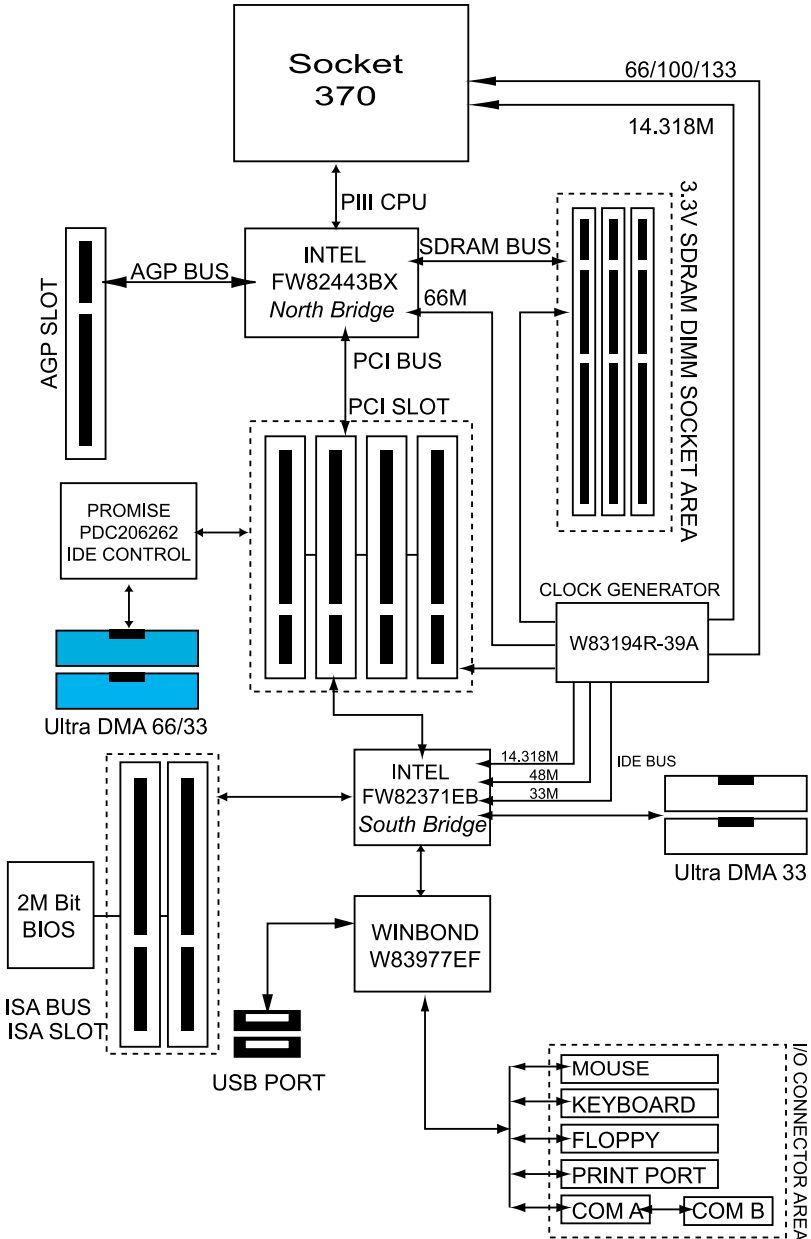 Socket
370
66/100/133
14.318M
PIII CPU
3.3V SDRAM DIMM SOCKET AREA
INTEL
FW82443BX
North Bridge
SDRAM BUS
AGP BUS
66M
AGP SLOT
PCI BUS
PCI SLOT
PROMISE
PDC206262
IDE CONTROL
CLOCK GENERATOR
W83194R-39A
Ultra DMA 66/33
14.318M
48M
33M
IDE BUS
INTEL
FW82371EB
South Bridge
Ultra DMA 33
2M Bit
BIOS
WINBOND
W83977EF
ISA BUS
ISA SLOT
USB PORT
I/O CONNECTOR AREA
MOUSE
KEYBOARD
FLOPPY
PRINT PORT
COM A
COM B